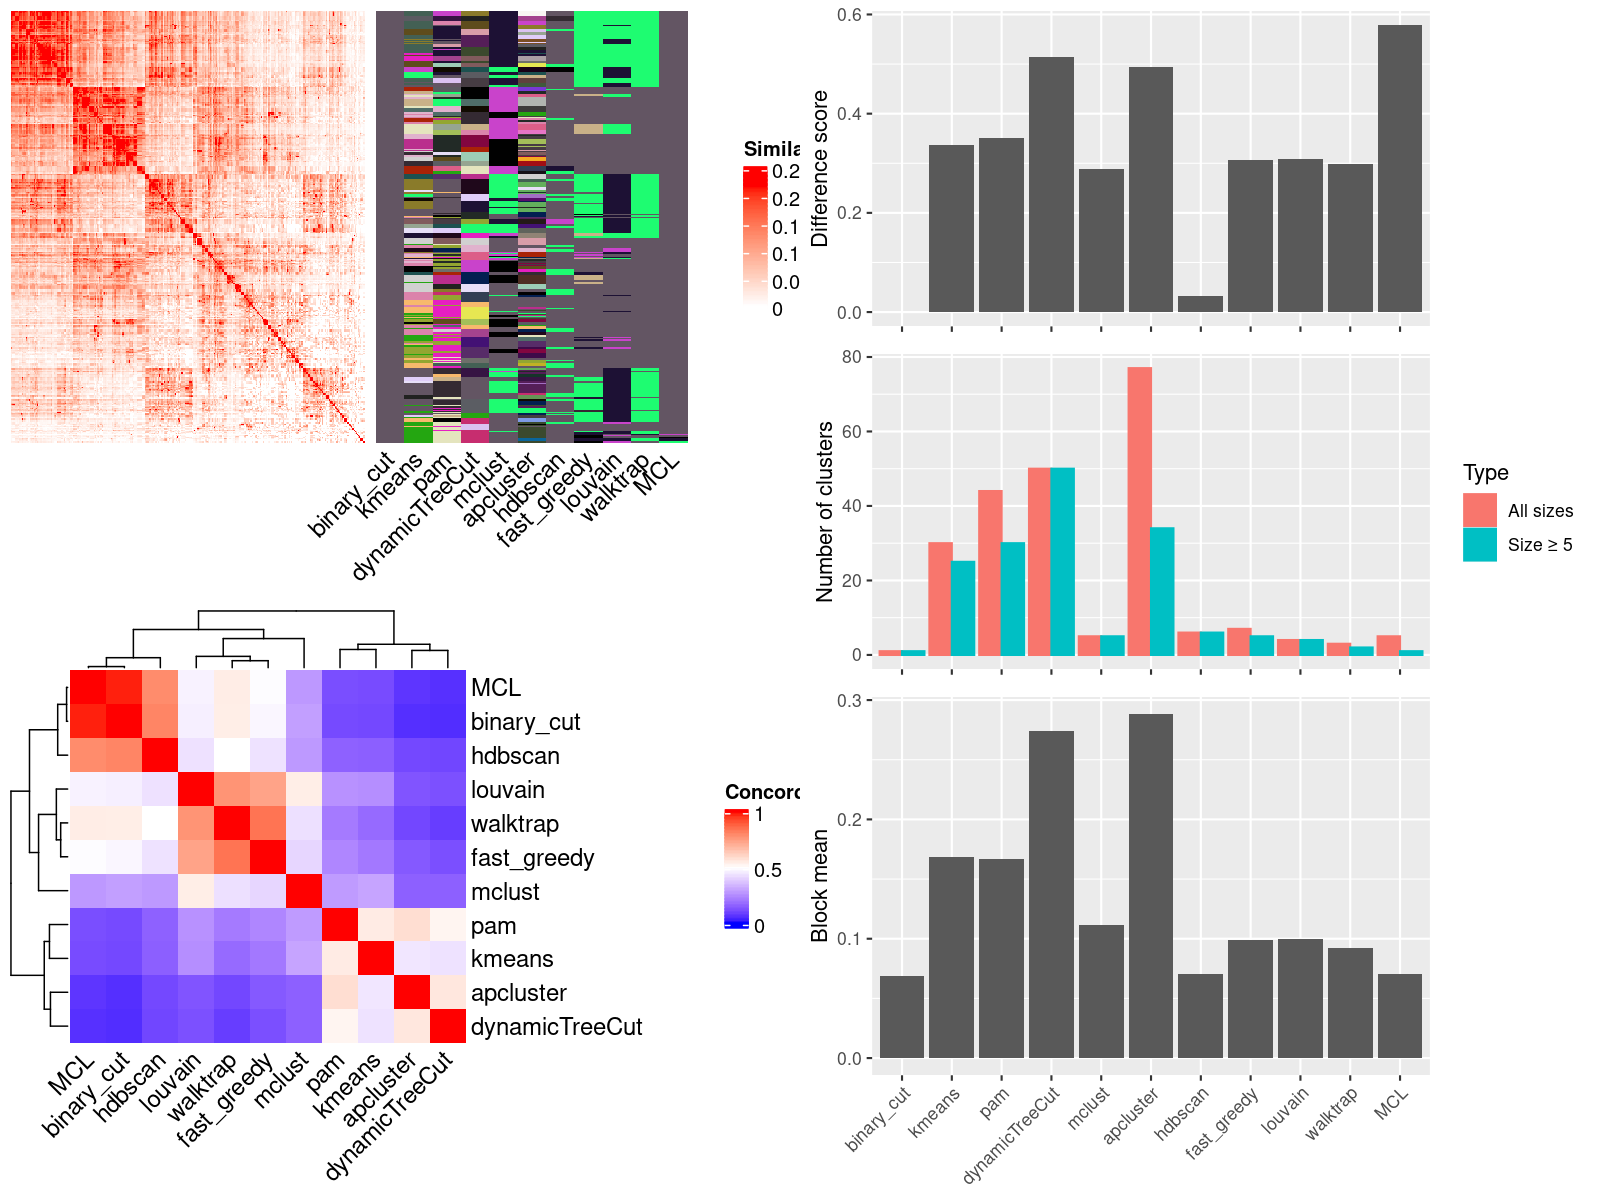 Simila
0.2
0.2
0.1
0.1
0.0
0
binary_cut
kmeans
pam
dynamicTreeCut
mclust
apcluster
hdbscan
fast_greedy
louvain
walktrap
MCL
MCL
binary_cut
hdbscan
louvain
walktrap
fast_greedy
mclust
pam
kmeans
apcluster
dynamicTreeCut
MCL
binary_cut
hdbscan
louvain
walktrap
fast_greedy
mclust
pam
kmeans
apcluster
dynamicTreeCut
Concord
1
0.5
0
Difference score
0.6
0.4
0.2
0.0
Number of clusters
80
60
40
20
0
Type
All sizes
Size ≥ 5
Block mean
0.3
0.2
0.1
0.0
binary_cut
kmeans
pam
dynamicTreeCut
mclust
apcluster
hdbscan
fast_greedy
louvain
walktrap
MCL